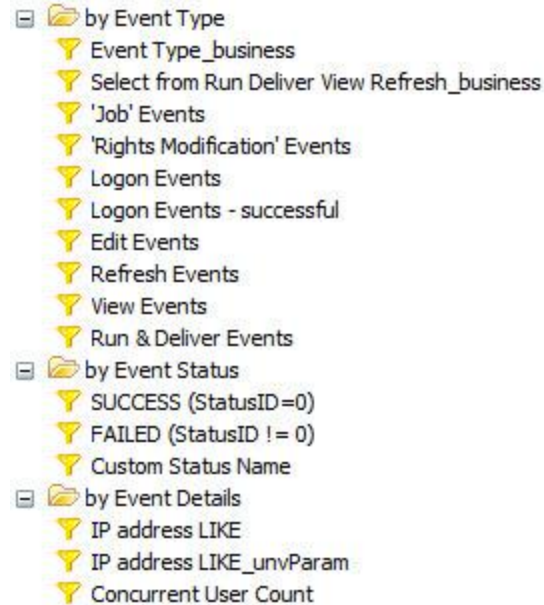 by Event Type
Event Type_business
Select from Run Deliver View Refresh_business
'Job' Events
'Rights Modification' Events
Logon Events
Logon Events - successful
Edit Events
Refresh Events
View Events
Run & Deliver Events
by Event Status
SUCCESS (StatusID=0)
FAILED (StatusID != 0)
Custom Status Name
by Event Details
IP address LIKE
IP address LIKE_unvParam
Concurrent User Count